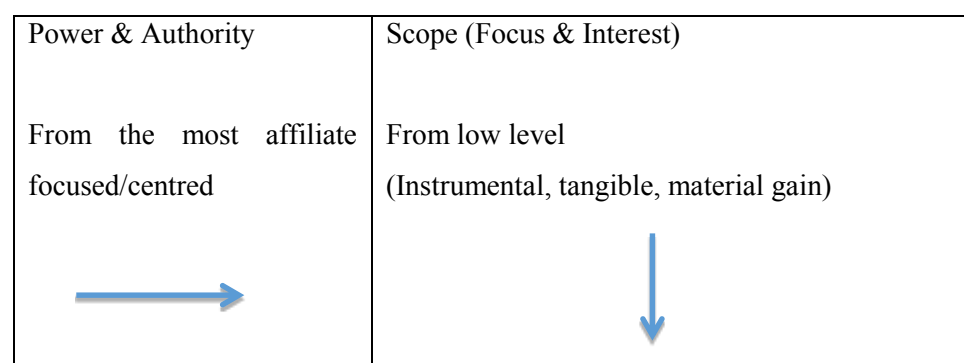 Power & Authority
Scope (Focus & Interest)
From the most affiliate
focused/centred
From low level
(Instrumental, tangible, material gain)